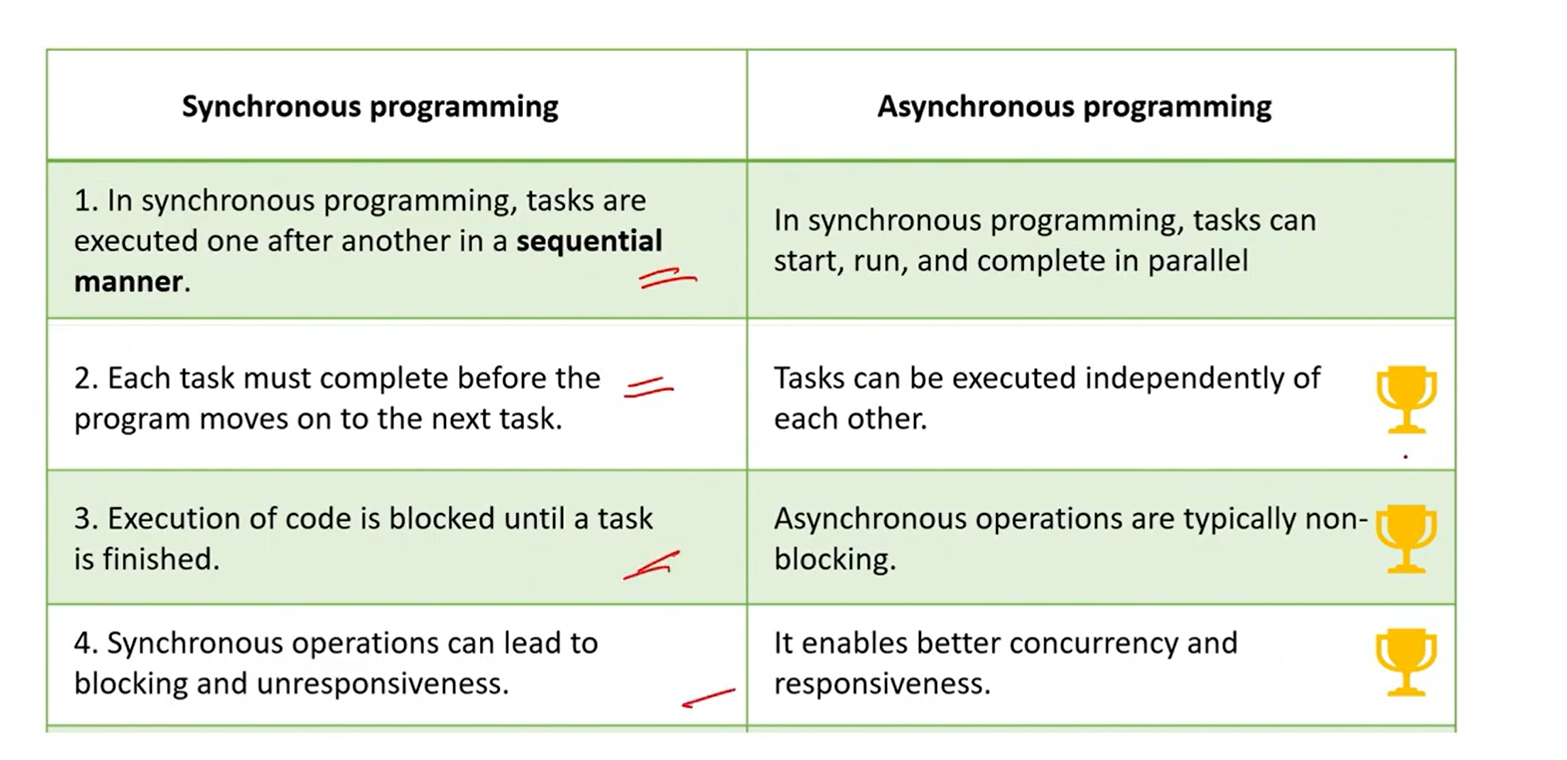 Synchronous programming
Asynchronous programming
1. In synchronous programming, tasks are
executed one after another in a sequential
manner.
In synchronous programming, tasks can
start, run, and complete in parallel
2. Each task must complete before the
program moves on to the next task.
Tasks can be executed independently of
each other.
3. Execution of code is blocked until a task
is finished.
Asynchronous operations are typically non-
blocking.
4. Synchronous operations can lead to
blocking and unresponsiveness.
It enables better concurrency and
responsiveness.